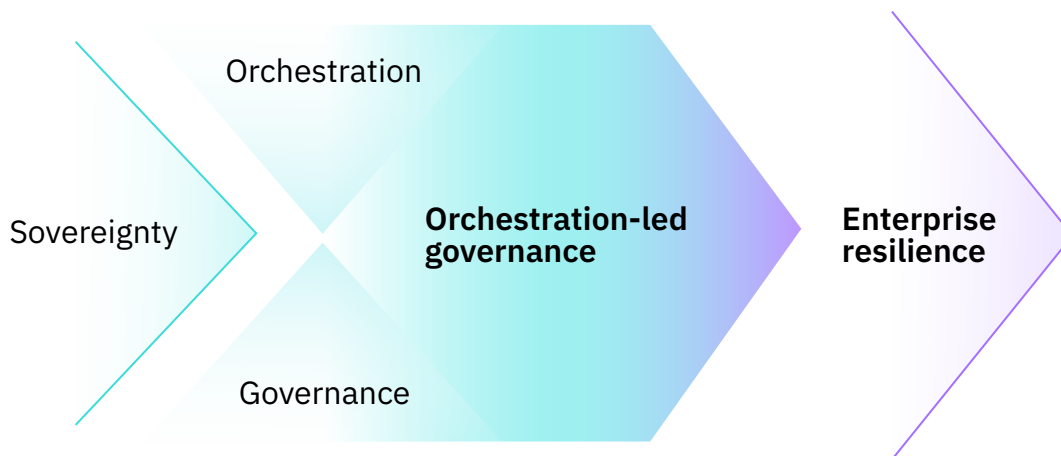 Orchestration
Sovereignty
Orchestration-led
governance
Enterprise
resilience
Governance